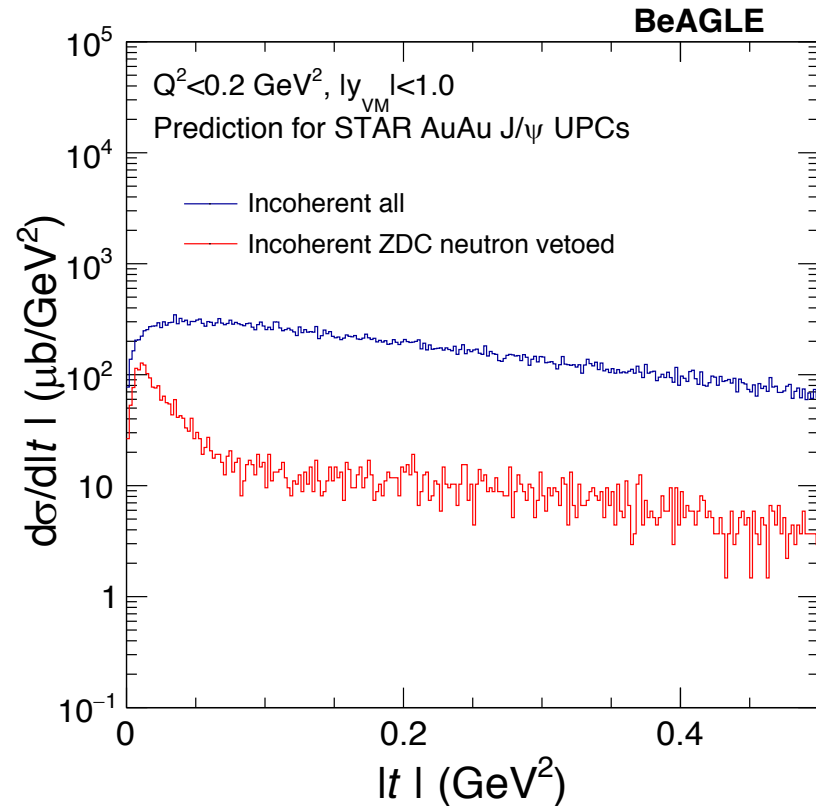 BeAGLE
Q²<0.2 GeV², |y_VM|<1.0
Prediction for STAR AuAu J/ψ UPCs
Incoherent all
Incoherent ZDC neutron vetoed
dσ/d|t| (μb/GeV²)
10⁵
10⁴
10³
10²
10
1
10⁻¹
0 0.2 0.4
|t| (GeV²)